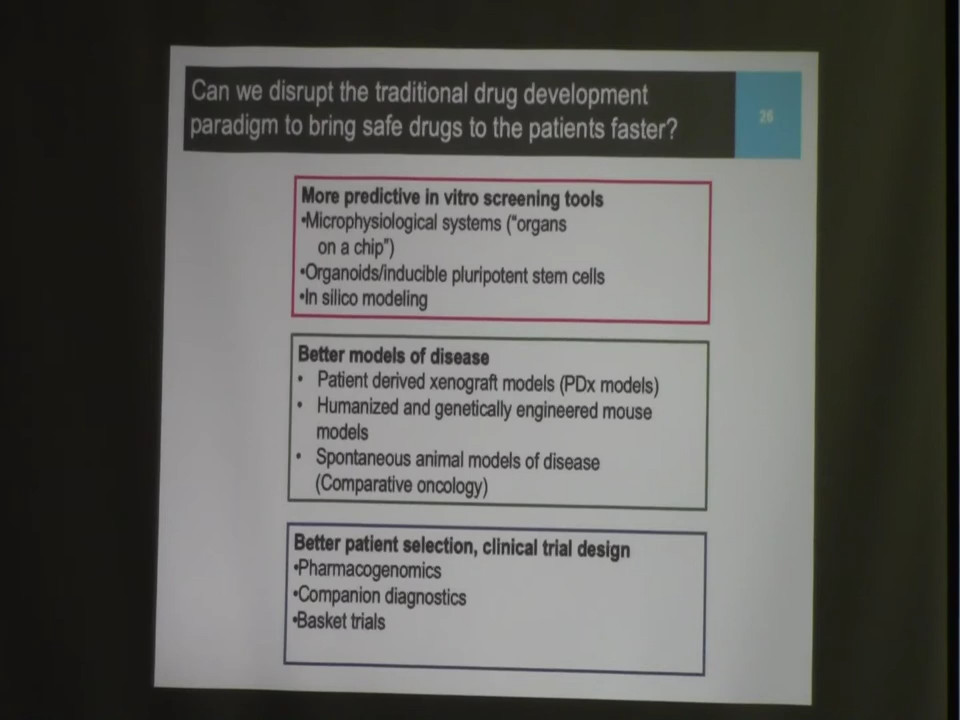 Can we disrupt the traditional drug development
paradigm to bring safe drugs to the patients faster?
26
More predictive in vitro screening tools
•Microphysiological systems ("organs
on a chip")
•Organoids/inducible pluripotent stem cells
•In silico modeling
Better models of disease
• Patient derived xenograft models (PDx models)
• Humanized and genetically engineered mouse
models
• Spontaneous animal models of disease
(Comparative oncology)
Better patient selection, clinical trial design
•Pharmacogenomics
•Companion diagnostics
•Basket trials